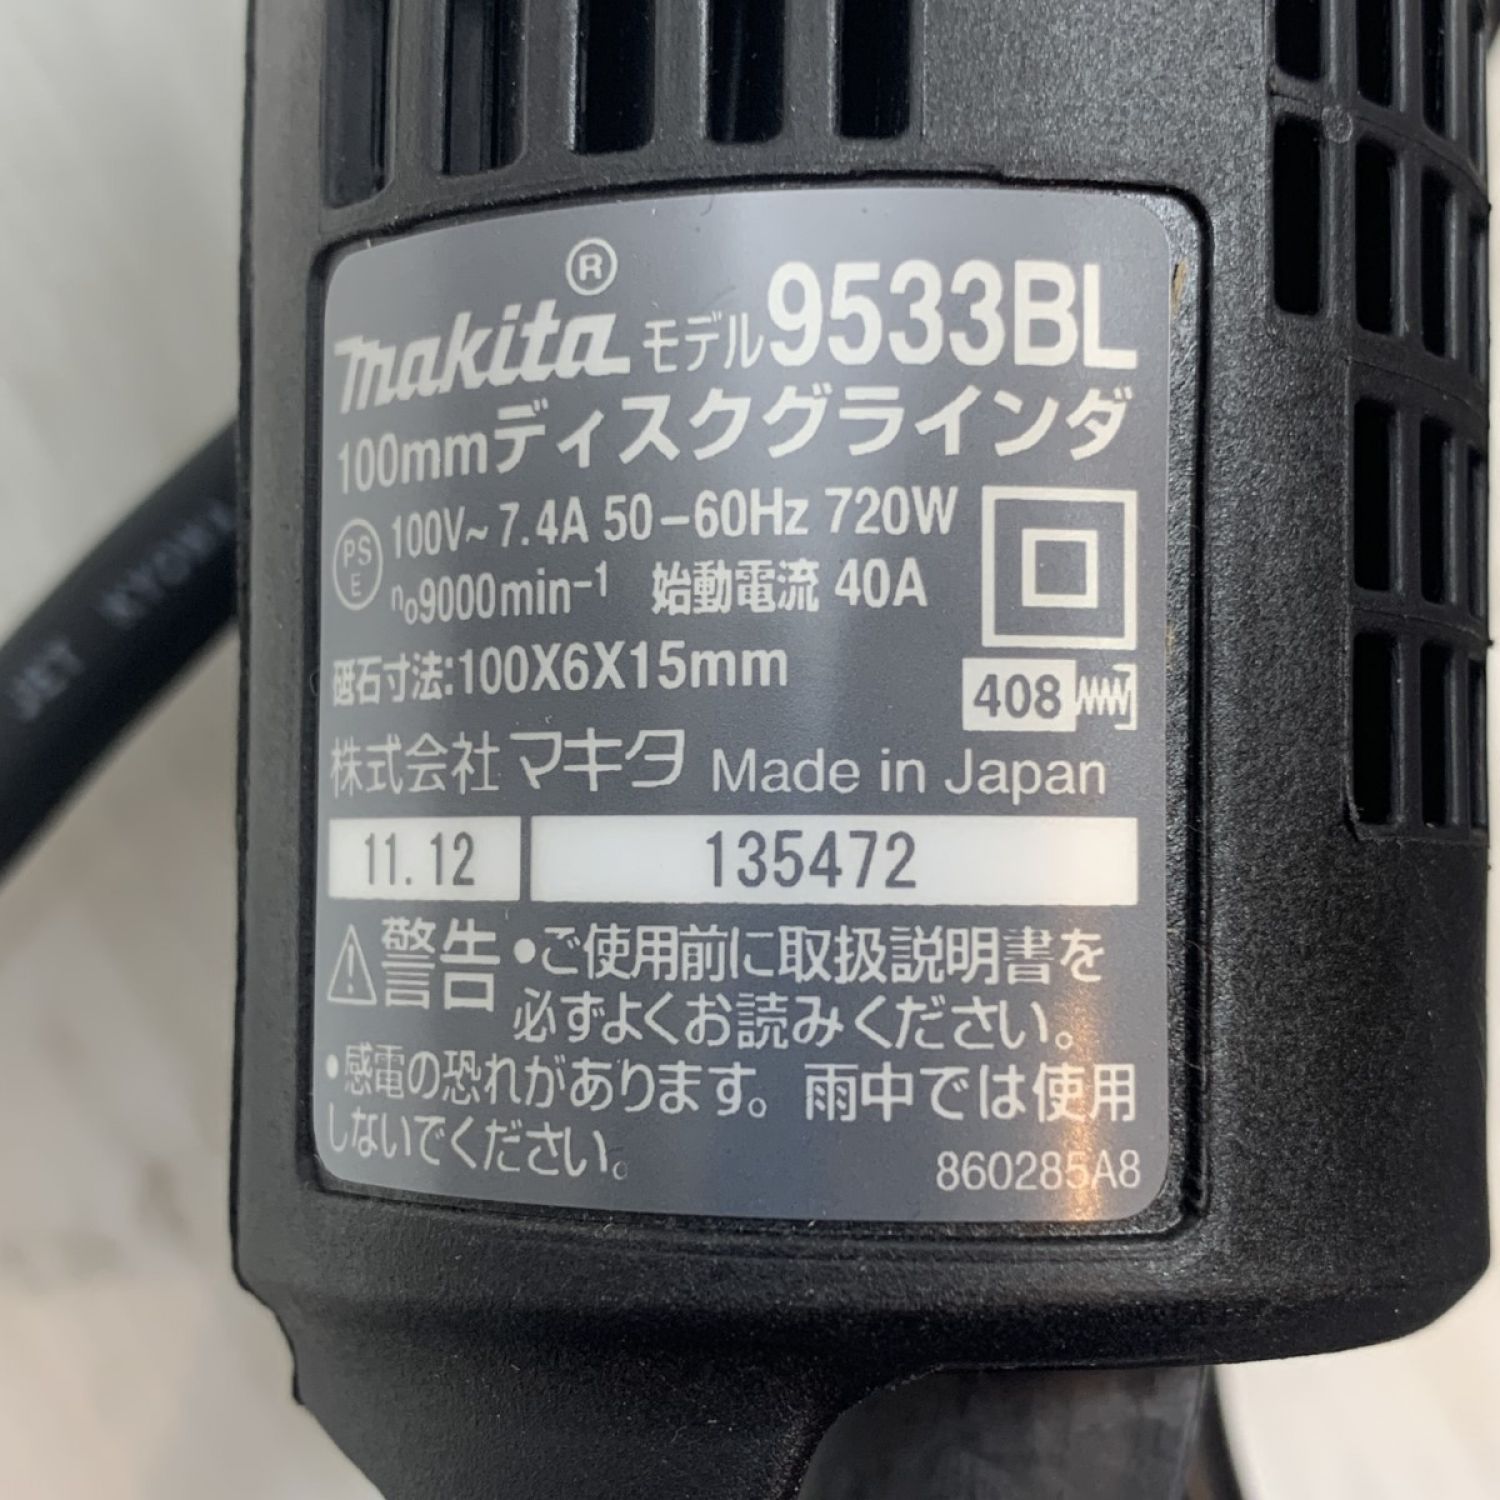 makita® モデル9533BL
100mmディスクグラインダ
PSE 100V~ 7.4A 50-60Hz 720W
n₀9000min⁻¹ 始動電流 40A
砥石寸法:100X6X15mm
408
株式会社マキタ Made in Japan
11.12 135472
警告 •ご使用前に取扱説明書を
必ずよくお読みください。
•感電の恐れがあります。雨中では使用
しないでください。
860285A8
JET KYOWA